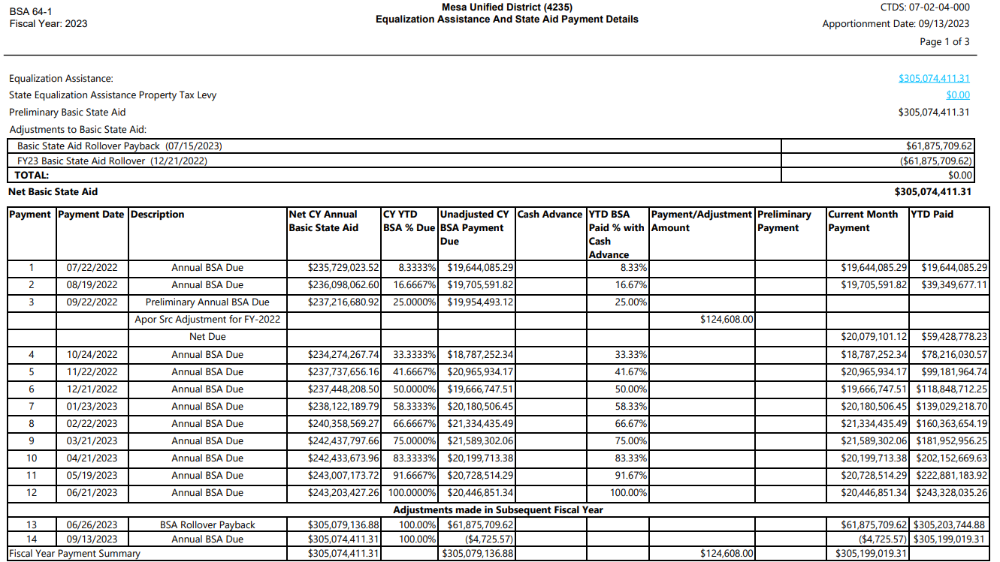 BSA 64-1
Fiscal Year: 2023
Mesa Unified District (4235)
Equalization Assistance And State Aid Payment Details
CTDS: 07-02-04-000
Apportionment Date: 09/13/2023
Page 1 of 3
Equalization Assistance: $305,074,411.31
State Equalization Assistance Property Tax Levy $0.00
Preliminary Basic State Aid $305,074,411.31
Adjustments to Basic State Aid:
Basic State Aid Rollover Payback (07/15/2023) $61,875,709.62
FY23 Basic State Aid Rollover (12/21/2022) ($61,875,709.62)
TOTAL: $0.00
Net Basic State Aid $305,074,411.31
Payment Payment Date Description Net CY Annual CY YTD Unadjusted CY Cash Advance YTD BSA Payment/Adjustment Preliminary Current Month YTD Paid
Basic State Aid BSA % Due BSA Payment Paid % with Amount Payment Payment
Due Cash
Advance
1 07/22/2022 Annual BSA Due $235,729,023.52 8.3333% $19,644,085.29 8.33% $19,644,085.29 $19,644,085.29
2 08/19/2022 Annual BSA Due $236,098,062.60 16.6667% $19,705,591.82 16.67% $19,705,591.82 $39,349,677.11
3 09/22/2022 Preliminary Annual BSA Due $237,216,680.92 25.0000% $19,954,493.12 25.00%
Apor Src Adjustment for FY-2022 $124,608.00
Net Due $20,079,101.12 $59,428,778.23
4 10/24/2022 Annual BSA Due $234,274,267.74 33.3333% $18,787,252.34 33.33% $18,787,252.34 $78,216,030.57
5 11/22/2022 Annual BSA Due $237,737,656.16 41.6667% $20,965,934.17 41.67% $20,965,934.17 $99,181,964.74
6 12/21/2022 Annual BSA Due $237,448,208.50 50.0000% $19,666,747.51 50.00% $19,666,747.51 $118,848,712.25
7 01/23/2023 Annual BSA Due $238,122,189.79 58.3333% $20,180,506.45 58.33% $20,180,506.45 $139,029,218.70
8 02/22/2023 Annual BSA Due $240,358,569.27 66.6667% $21,334,435.49 66.67% $21,334,435.49 $160,363,654.19
9 03/21/2023 Annual BSA Due $242,437,797.66 75.0000% $21,589,302.06 75.00% $21,589,302.06 $181,952,956.25
10 04/21/2023 Annual BSA Due $242,433,673.96 83.3333% $20,199,713.38 83.33% $20,199,713.38 $202,152,669.63
11 05/19/2023 Annual BSA Due $243,007,173.72 91.6667% $20,728,514.29 91.67% $20,728,514.29 $222,881,183.92
12 06/21/2023 Annual BSA Due $243,203,427.26 100.0000% $20,446,851.34 100.00% $20,446,851.34 $243,328,035.26
Adjustments made in Subsequent Fiscal Year
13 06/26/2023 BSA Rollover Payback $305,079,136.88 100.00% $61,875,709.62 $61,875,709.62 $305,203,744.88
14 09/13/2023 Annual BSA Due $305,074,411.31 100.00% ($4,725.57) ($4,725.57) $305,199,019.31
Fiscal Year Payment Summary $305,074,411.31 $305,079,136.88 $124,608.00 $305,199,019.31